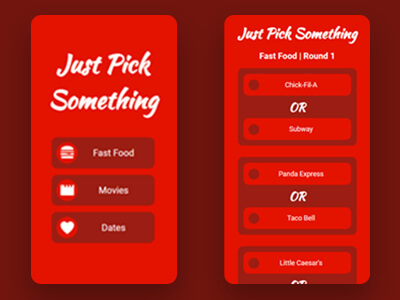 Just Pick
Something
Fast Food
Movies
Dates
Just Pick Something
Fast Food | Round 1
Chick-Fil-A
OR
Subway
Panda Express
OR
Taco Bell
Little Caesar's
OR